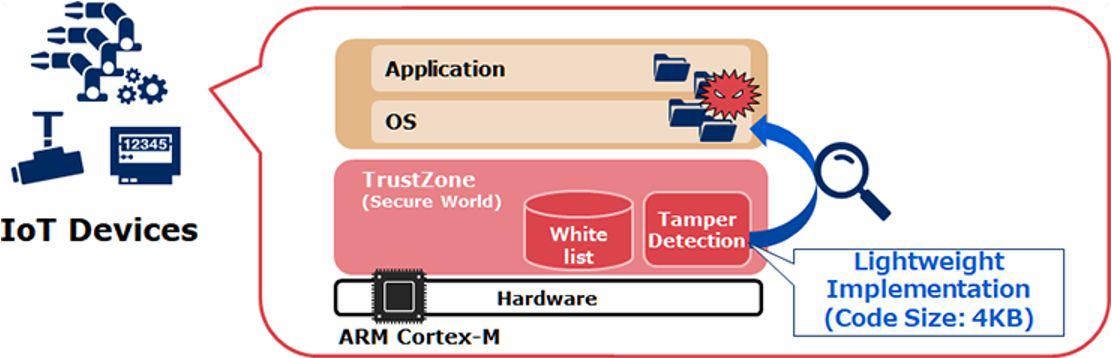 12345
IoT Devices
Application
OS
TrustZone
(Secure World)
White
list
Tamper
Detection
Lightweight
Implementation
(Code Size: 4KB)
Hardware
ARM Cortex-M